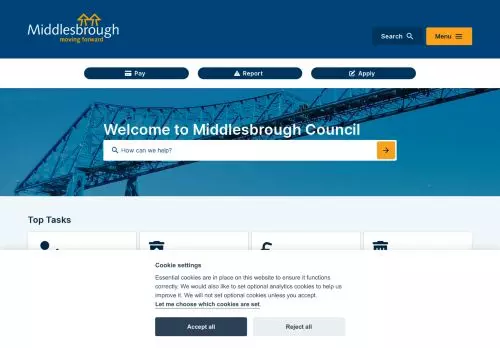 Middlesbrough
moving forward
Search
Menu
Pay
Report
Apply
Welcome to Middlesbrough Council
How can we help?
Top Tasks
Cookie settings
Essential cookies are in place on this website to ensure it functions
correctly. We would also like to set optional analytics cookies to help us
improve it. We will not set optional cookies unless you accept.
Let me choose which cookies are set.
Accept all
Reject all